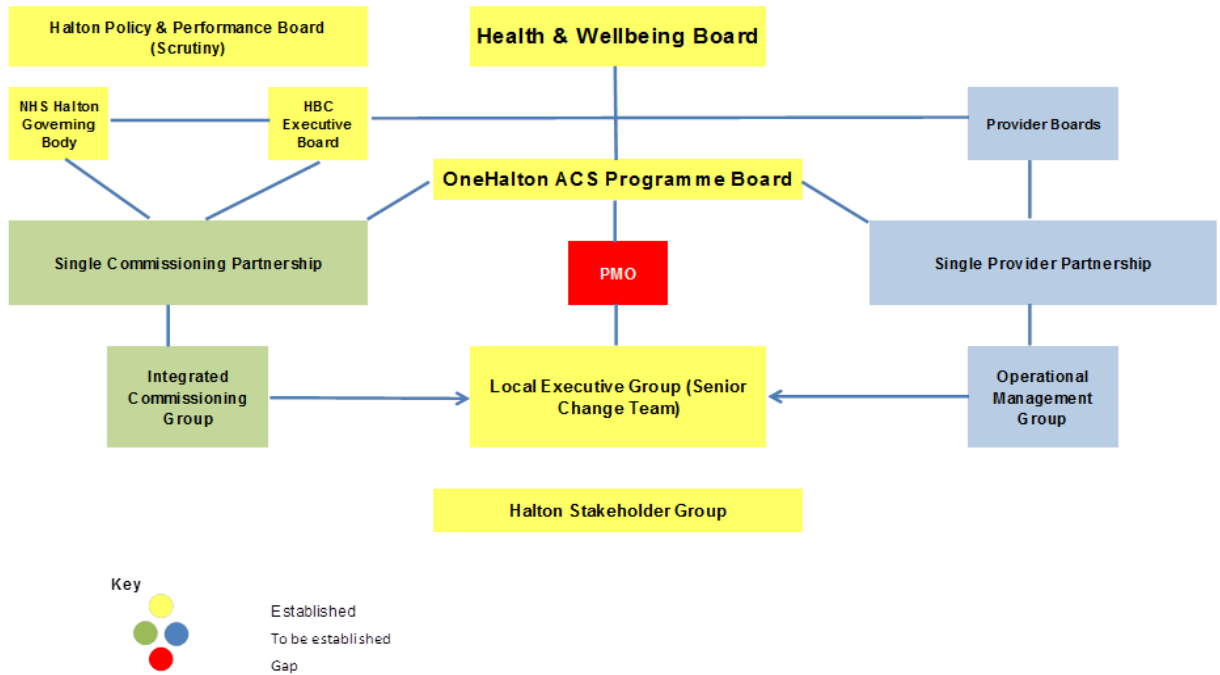 Halton Policy & Performance Board
(Scrutiny)
Health & Wellbeing Board
NHS Halton
Governing
Body
HBC
Executive
Board
Provider Boards
OneHalton ACS Programme Board
Single Commissioning Partnership
PMO
Single Provider Partnership
Integrated
Commissioning
Group
Local Executive Group (Senior
Change Team)
Operational
Management
Group
Halton Stakeholder Group
Key
Established
To be established
Gap